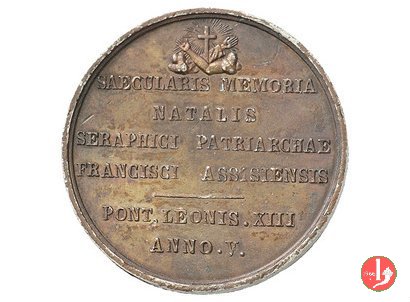 SAECULARIS MEMORIA
NATALIS
SERAPHICI PATRIARCHAE
FRANCISCI ASSISIENSIS
PONT. LEONIS. XIII
ANNO. V.